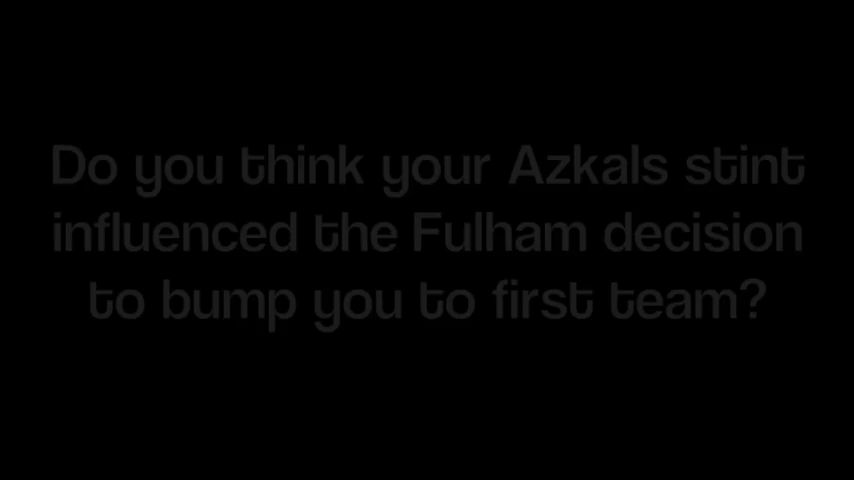 Do you think your Azkals stint
influenced the Fulham decision
to bump you to first team?